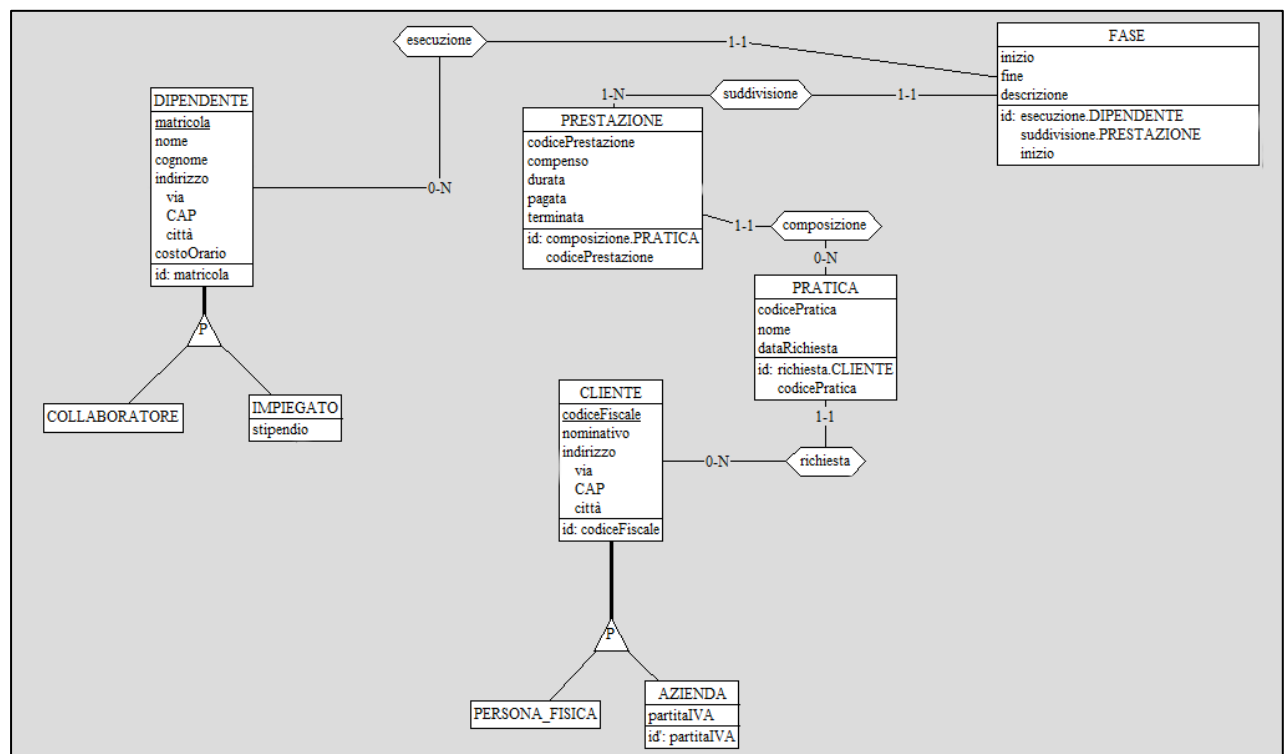 esecuzione
1-1
FASE
inizio
fine
descrizione
id: esecuzione.DIPENDENTE
suddivisione.PRESTAZIONE
inizio
1-N
suddivisione
1-1
DIPENDENTE
matricola
nome
cognome
indirizzo
via
CAP
città
costoOrario
id: matricola
0-N
PRESTAZIONE
codicePrestazione
compenso
durata
pagata
terminata
id: composizione.PRATICA
codicePrestazione
1-1
composizione
0-N
PRATICA
codicePratica
nome
dataRichiesta
id: richiesta.CLIENTE
codicePratica
1-1
richiesta
0-N
P
COLLABORATORE
IMPIEGATO
stipendio
CLIENTE
codiceFiscale
nominativo
indirizzo
via
CAP
città
id: codiceFiscale
P
PERSONA_FISICA
AZIENDA
partitaIVA
id': partitaIVA